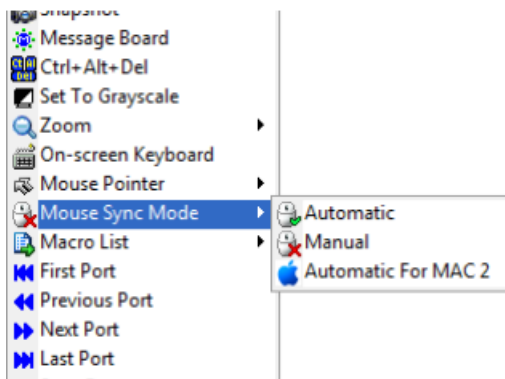 Snapshot
Message Board
Ctrl+Alt+Del
Set To Grayscale
Zoom
On-screen Keyboard
Mouse Pointer
Mouse Sync Mode
Automatic
Macro List
Manual
First Port
Automatic For MAC 2
Previous Port
Next Port
Last Port